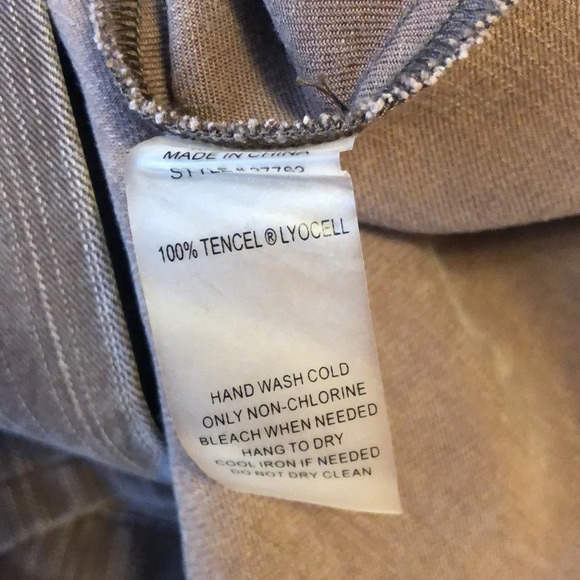 MADE IN CHINA
100% TENCEL®LYOCELL
HAND WASH COLD
ONLY NON-CHLORINE
BLEACH WHEN NEEDED
HANG TO DRY
COOL IRON IF NEEDED
DO NOT DRY CLEAN